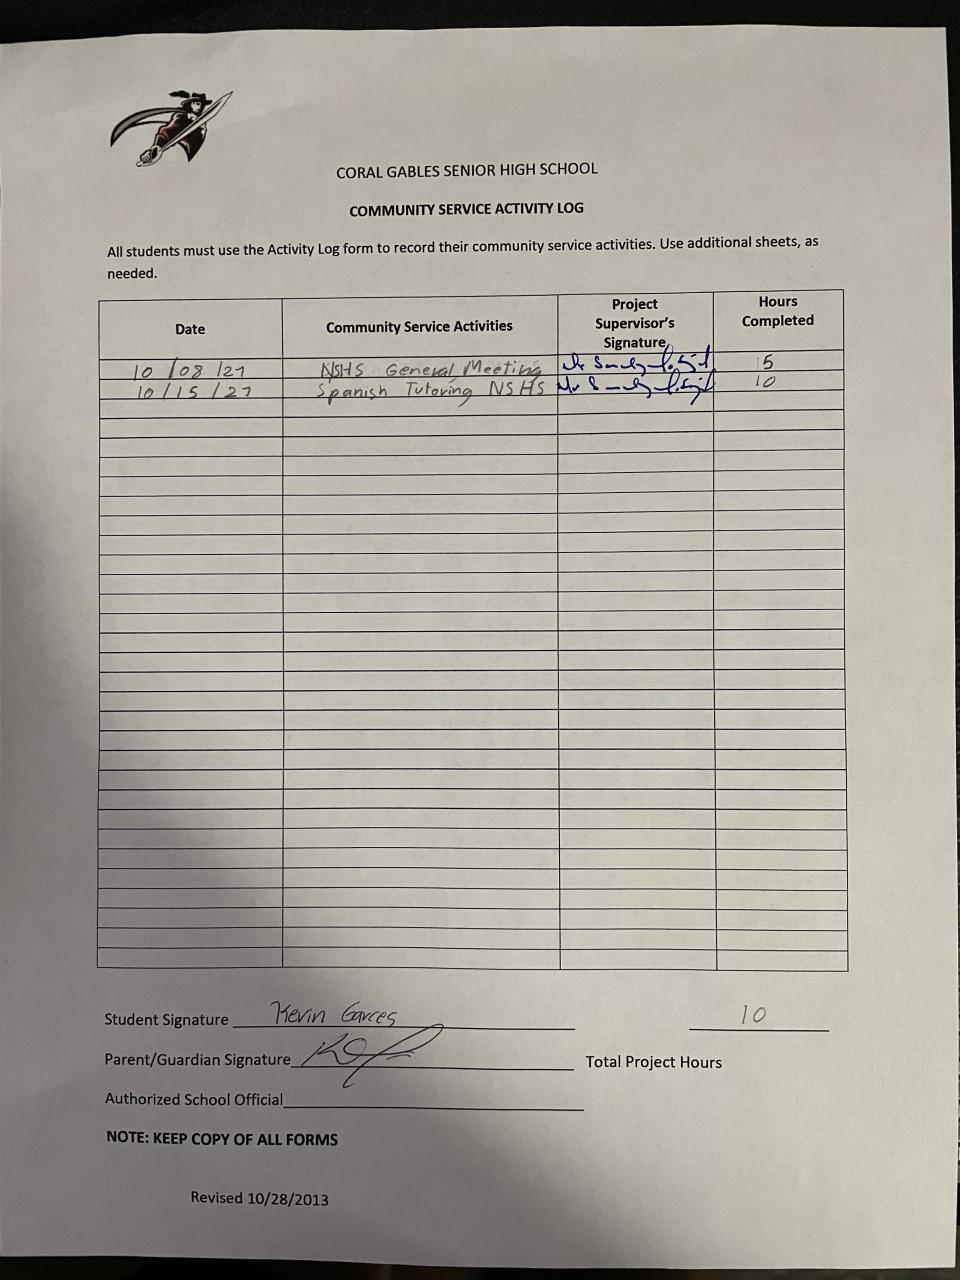 CORAL GABLES SENIOR HIGH SCHOOL
COMMUNITY SERVICE ACTIVITY LOG
All students must use the Activity Log form to record their community service activities. Use additional sheets, as
needed.
Date Community Service Activities Project Supervisor's Signature Hours Completed
10 / 08 / 21 NSHS General Meeting 5
10 / 15 / 21 Spanish Tutoring NSHS 10
Student Signature Kevin Garces 10
Parent/Guardian Signature Total Project Hours
Authorized School Official
NOTE: KEEP COPY OF ALL FORMS
Revised 10/28/2013